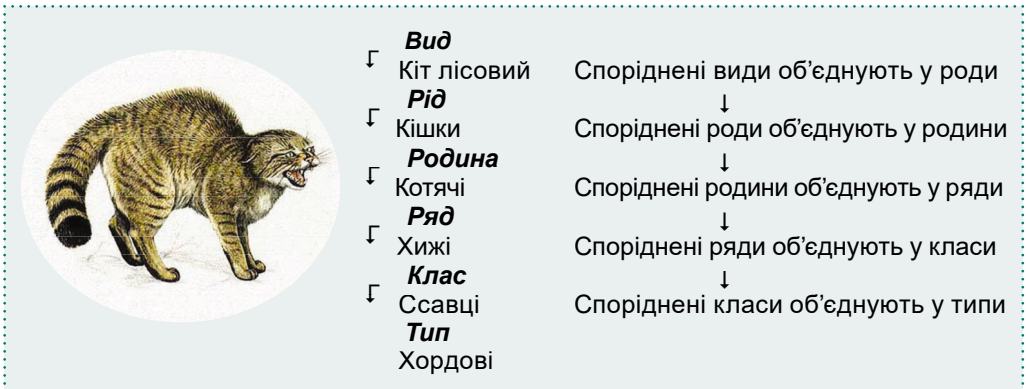 Вид
Кіт лісовий Споріднені види об’єднують у роди
Рід
Кішки Споріднені роди об’єднують у родини
Родина
Котячі Споріднені родини об’єднують у ряди
Ряд
Хижі Споріднені ряди об’єднують у класи
Клас
Ссавці Споріднені класи об’єднують у типи
Тип
Хордові